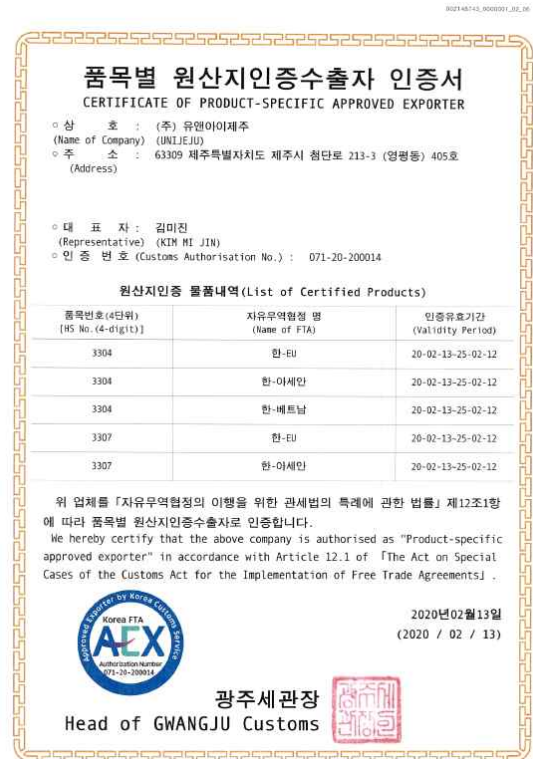 품목별 원산지인증수출자 인증서
CERTIFICATE OF PRODUCT-SPECIFIC APPROVED EXPORTER
○ 상 호 : (주) 유앤아이제주
(Name of Company) (UNIJEJU)
○ 주 소 : 63309 제주특별자치도 제주시 첨단로 213-3 (영평동) 405호
(Address)
○ 대 표 자 : 김미진
(Representative) (KIM MI JIN)
○ 인 증 번 호 (Customs Authorisation No.) : 071-20-200014
원산지인증 물품내역(List of Certified Products)
품목번호(4단위) 자유무역협정 명 인증유효기간
[HS No.(4-digit)] (Name of FTA) (Validity Period)
3304 한-EU 20-02-13~25-02-12
3304 한-아세안 20-02-13~25-02-12
3304 한-베트남 20-02-13~25-02-12
3307 한-EU 20-02-13~25-02-12
3307 한-아세안 20-02-13~25-02-12
위 업체를 「자유무역협정의 이행을 위한 관세법의 특례에 관한 법률」 제12조1항
에 따라 품목별 원산지인증수출자로 인증합니다.
We hereby certify that the above company is authorised as "Product-specific
approved exporter" in accordance with Article 12.1 of 「The Act on Special
Cases of the Customs Act for the Implementation of Free Trade Agreements」.
2020년02월13일
(2020 / 02 / 13)
Approved Exporter by Korea Customs Service
Korea FTA
AEX
Authorization Number
071-20-200014
광주세관장
Head of GWANGJU Customs